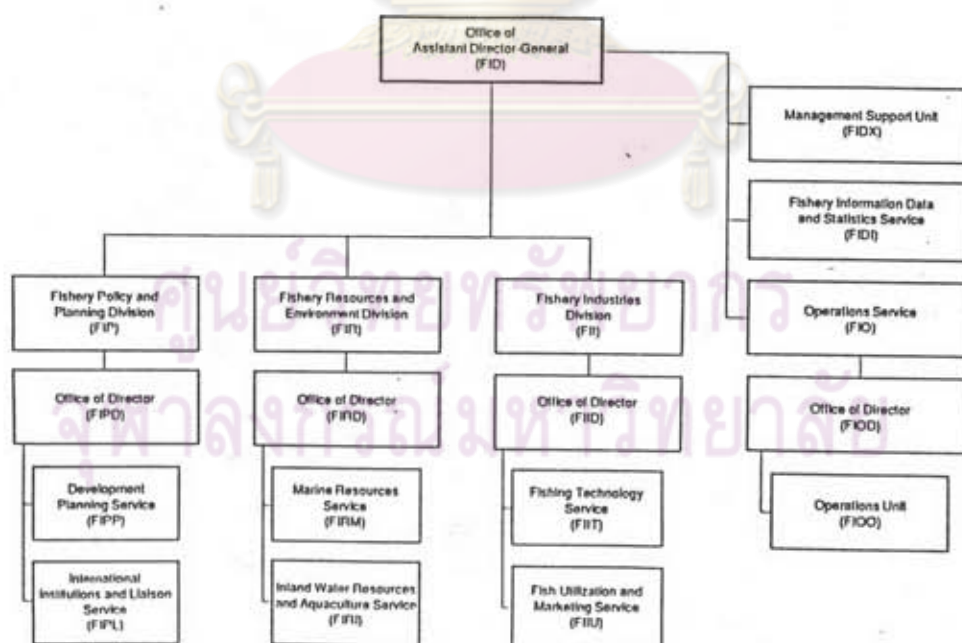 Office of
Assistant Director-General
(FID)
Management Support Unit
(FIDX)
Fishery Information Data
and Statistics Service
(FIDI)
Fishery Policy and
Planning Division
(FIP)
Fishery Resources and
Environment Division
(FIR)
Fishery Industries
Division
(FII)
Operations Service
(FIO)
Office of Director
(FIPD)
Office of Director
(FIRD)
Office of Director
(FIID)
Office of Director
(FIOD)
Development
Planning Service
(FIPP)
Marine Resources
Service
(FIRM)
Fishing Technology
Service
(FIIT)
Operations Unit
(FIOO)
International
Institutions and Liaison
Service
(FIPL)
Inland Water Resources
and Aquaculture Service
(FIRI)
Fish Utilization and
Marketing Service
(FIIU)
ศูนย์วิทยทรัพยากร
จุฬาลงกรณ์มหาวิทยาลัย